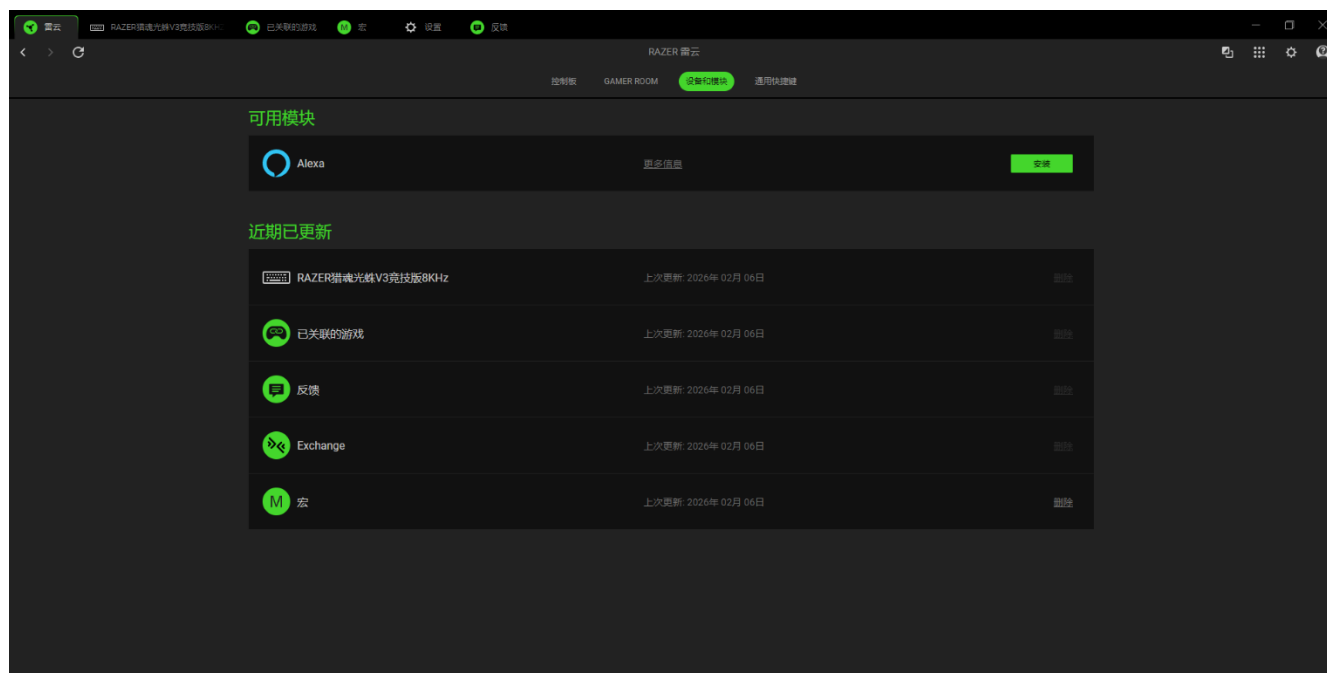 雷云 RAZER猎魂光蛛V3竞技版8KH 已关联的游戏 M 宏 设置 反馈
RAZER 雷云
控制板 GAMER ROOM 设备和模块 通用快捷键
可用模块
Alexa 更多信息 安装
近期已更新
RAZER猎魂光蛛V3竞技版8KHz 上次更新: 2026年 02月 06日 删除
已关联的游戏 上次更新: 2026年 02月 06日 删除
反馈 上次更新: 2026年 02月 06日 删除
Exchange 上次更新: 2026年 02月 06日 删除
M 宏 上次更新: 2026年 02月 06日 删除